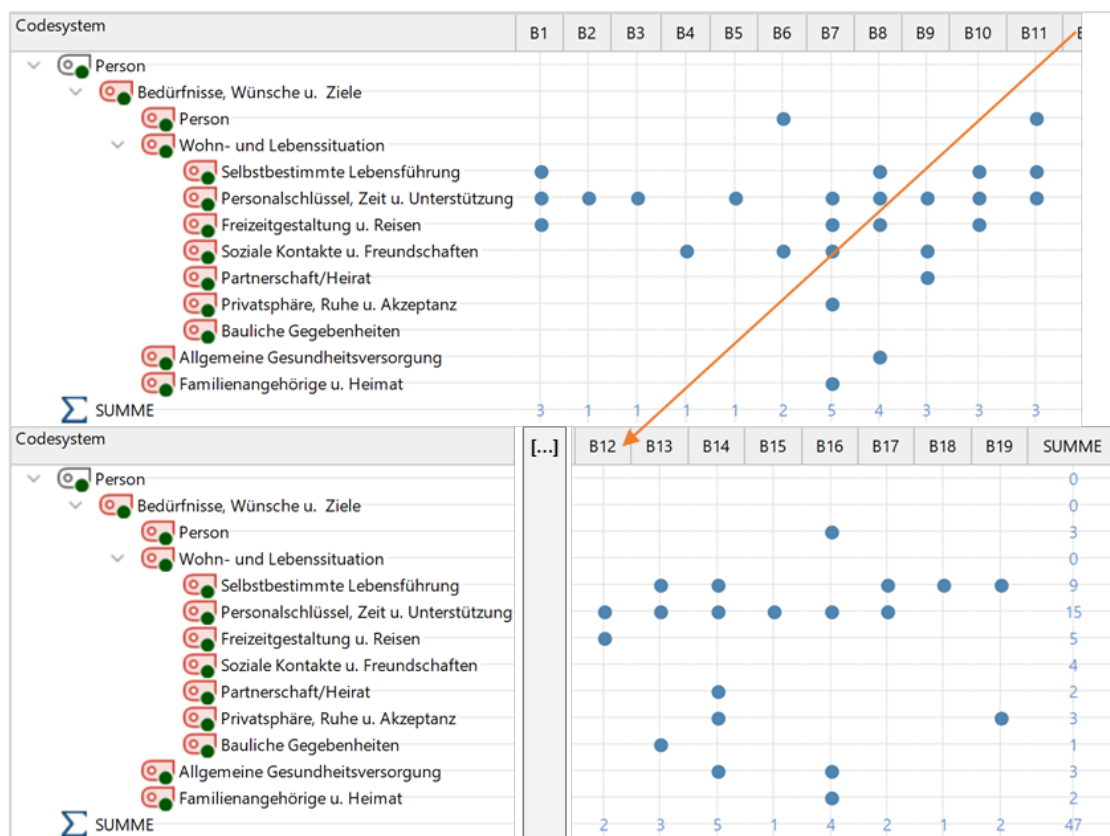 Codesystem B1 B2 B3 B4 B5 B6 B7 B8 B9 B10 B11
Person
Bedürfnisse, Wünsche u. Ziele
Person
Wohn- und Lebenssituation
Selbstbestimmte Lebensführung
Personalschlüssel, Zeit u. Unterstützung
Freizeitgestaltung u. Reisen
Soziale Kontakte u. Freundschaften
Partnerschaft/Heirat
Privatsphäre, Ruhe u. Akzeptanz
Bauliche Gegebenheiten
Allgemeine Gesundheitsversorgung
Familienangehörige u. Heimat
SUMME 3 1 1 1 1 2 5 4 3 3 3
Codesystem [...] B12 B13 B14 B15 B16 B17 B18 B19 SUMME
Person 0
Bedürfnisse, Wünsche u. Ziele 0
Person 3
Wohn- und Lebenssituation 0
Selbstbestimmte Lebensführung 9
Personalschlüssel, Zeit u. Unterstützung 15
Freizeitgestaltung u. Reisen 5
Soziale Kontakte u. Freundschaften 4
Partnerschaft/Heirat 2
Privatsphäre, Ruhe u. Akzeptanz 3
Bauliche Gegebenheiten 1
Allgemeine Gesundheitsversorgung 3
Familienangehörige u. Heimat 2
SUMME 2 3 5 1 4 2 1 2 47